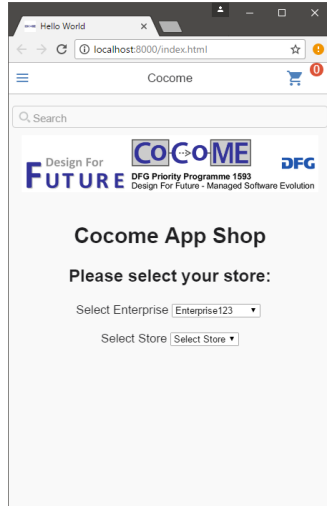 Hello World
localhost:8000/index.html
Cocome
0
Search
Design For
FUTURE
CoCoME
DFG Priority Programme 1593
Design For Future - Managed Software Evolution
DFG
Cocome App Shop
Please select your store:
Select Enterprise Enterprise123
Select Store Select Store